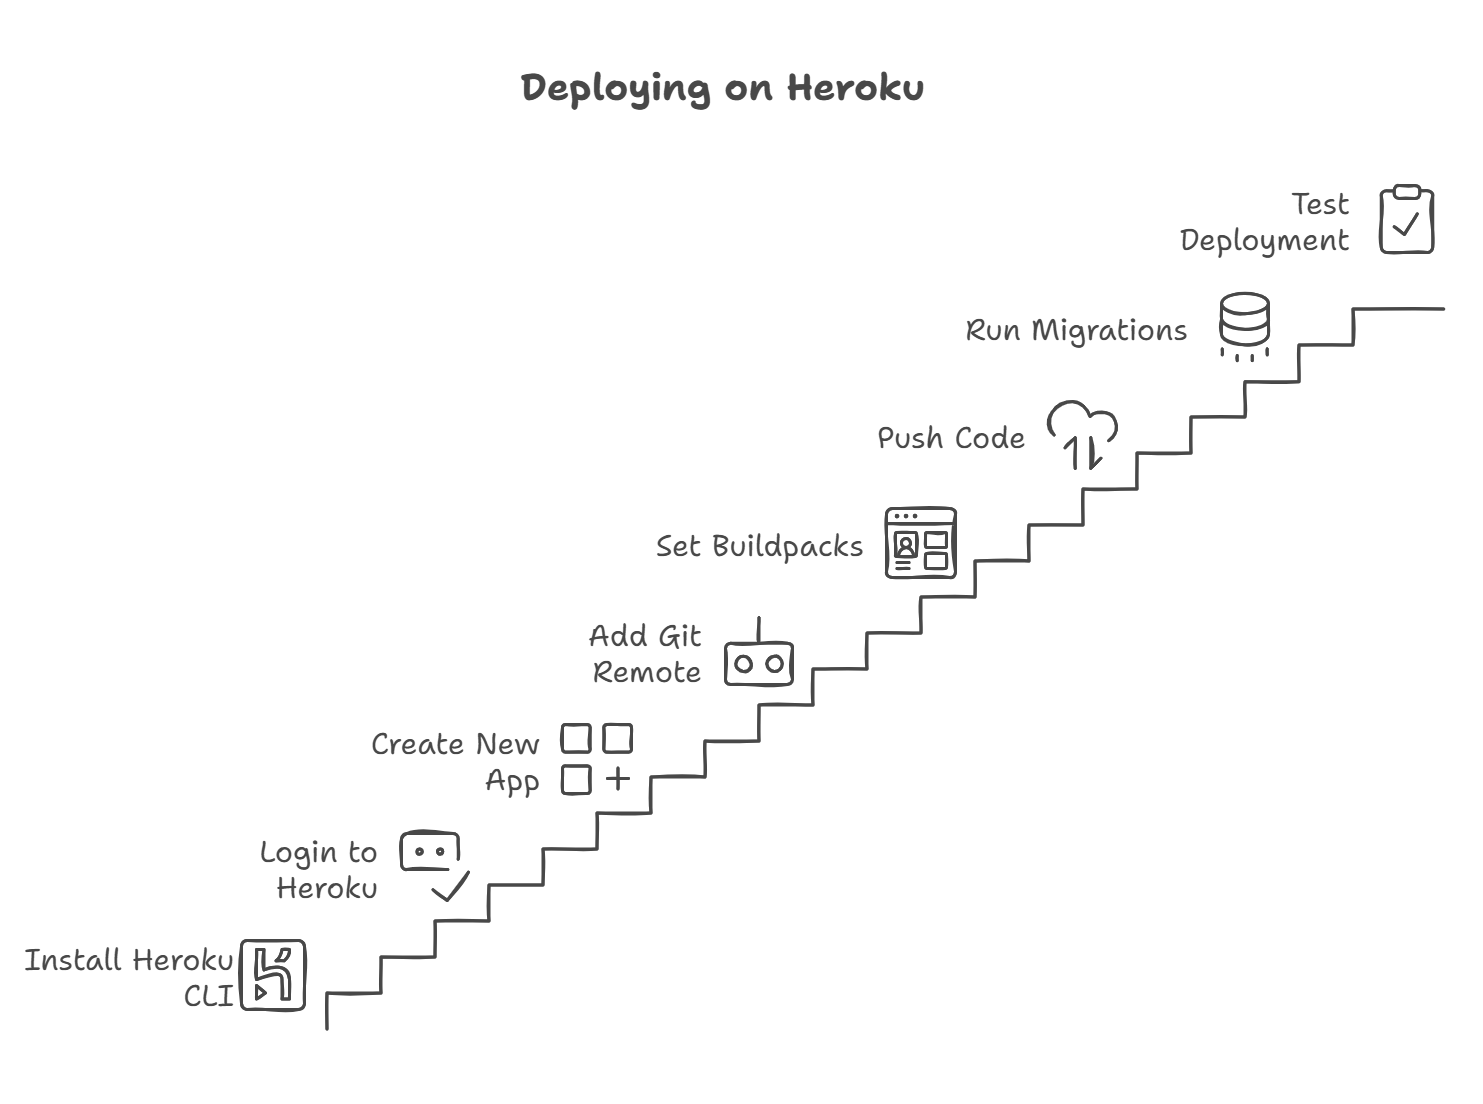 Deploying on Heroku
Test
Deployment
Run Migrations
Push Code
Set Buildpacks
Add Git
Remote
Create New
App
Login to
Heroku
Install Heroku
CLI